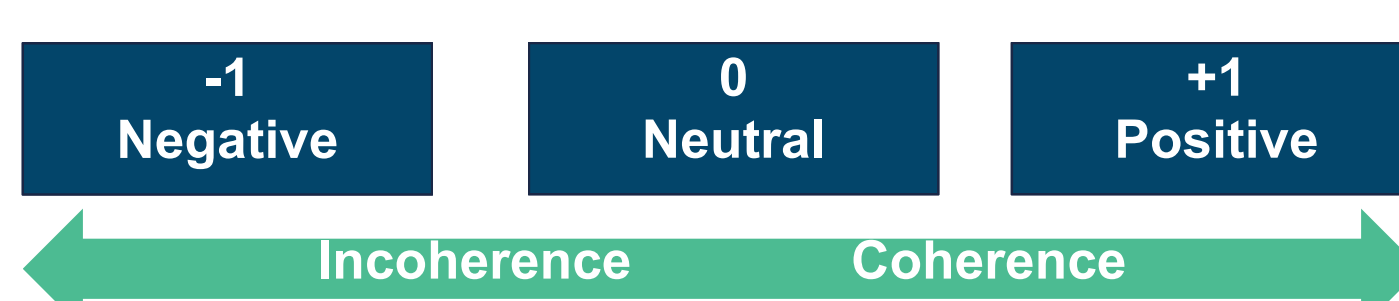 -1
Negative
0
Neutral
+1
Positive
Incoherence
Coherence